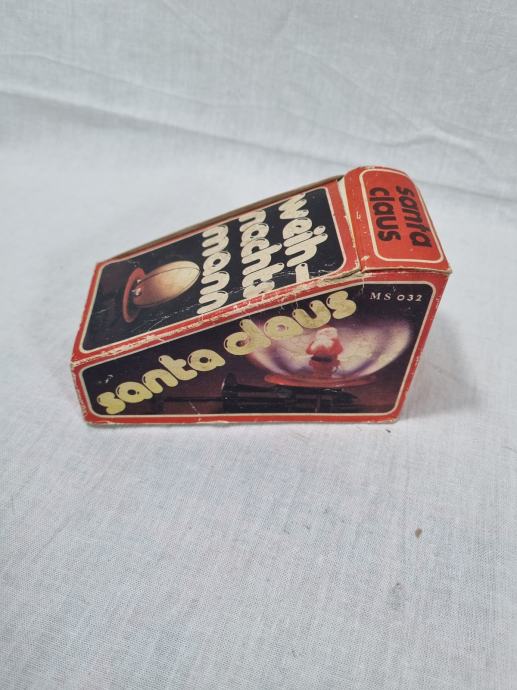 santa
claus
weih-
nachts
mann
santa claus
MS 032